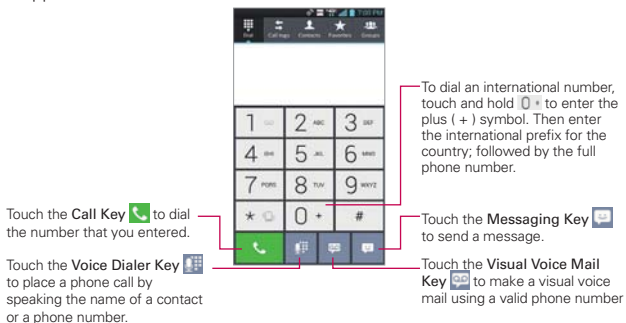 7:00 PM
Dial Call logs Contacts Favorites Groups
1
2 ABC 3 DEF
4 GHI 5 JKL 6 MNO
7 PQRS 8 TUV 9 WXYZ
* 0 + #
To dial an international number,
touch and hold 0 + to enter the
plus ( + ) symbol. Then enter
the international prefix for the
country; followed by the full
phone number.
Touch the Call Key to dial
the number that you entered.
Touch the Voice Dialer Key
to place a phone call by
speaking the name of a contact
or a phone number.
Touch the Messaging Key
to send a message.
Touch the Visual Voice Mail
Key to make a visual voice
mail using a valid phone number